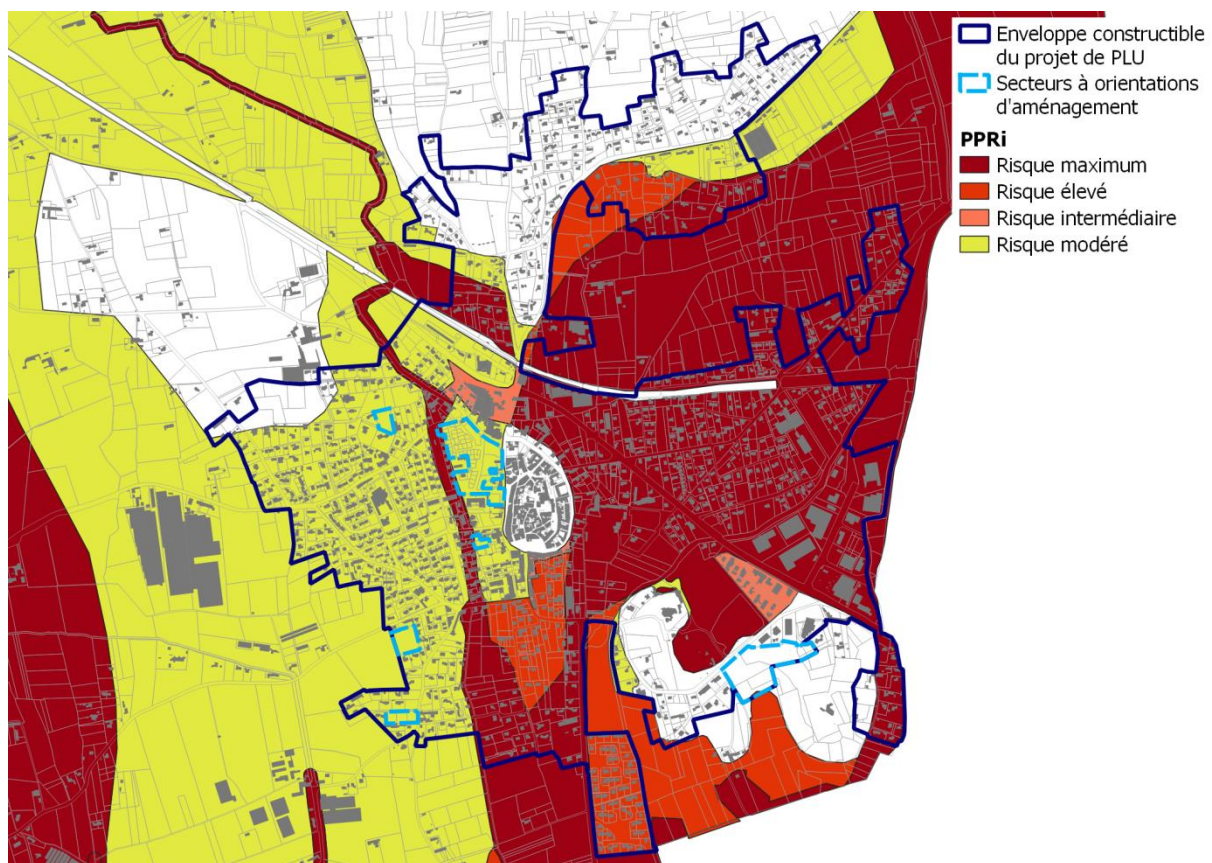 Enveloppe constructible
du projet de PLU
Secteurs à orientations
d'aménagement
PPRi
Risque maximum
Risque élevé
Risque intermédiaire
Risque modéré